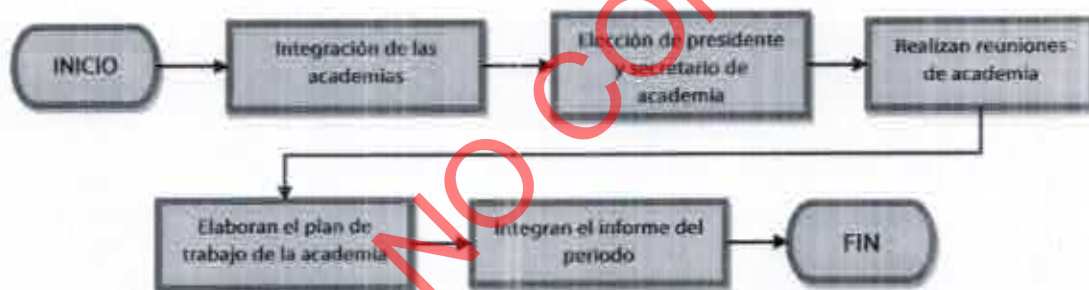 INICIO
Integración de las
academias
Elección de presidente
y secretario de
academia
Realizan reuniones
de academia
Elaboran el plan de
trabajo de la academia
Integran el informe del
periodo
FIN
NO CO